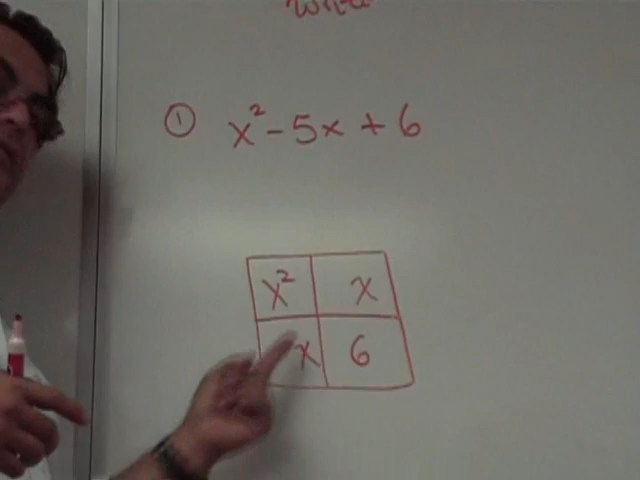 ① x² - 5x + 6
x² x
x 6